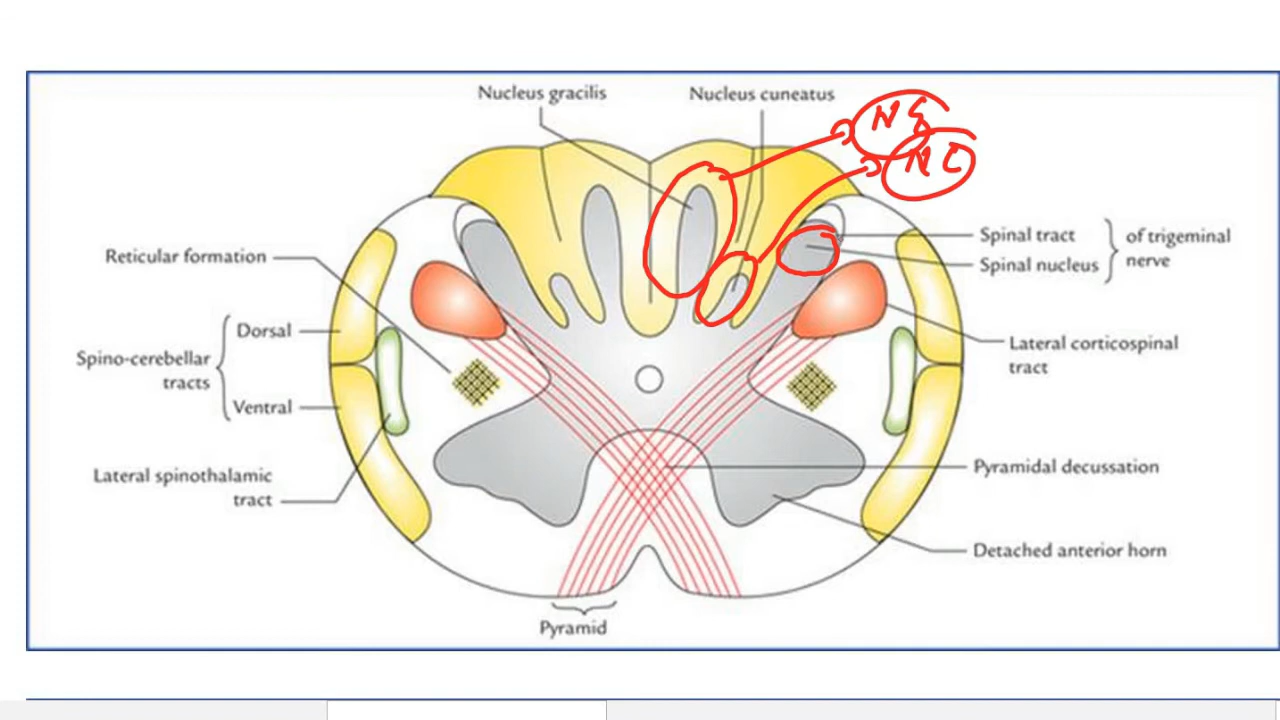 Nucleus gracilis
Nucleus cuneatus
NG
NC
Reticular formation
Spinal tract
Spinal nucleus
of trigeminal
nerve
Dorsal
Spino-cerebellar
tracts
Ventral
Lateral corticospinal
tract
Lateral spinothalamic
tract
Pyramidal decussation
Detached anterior horn
Pyramid